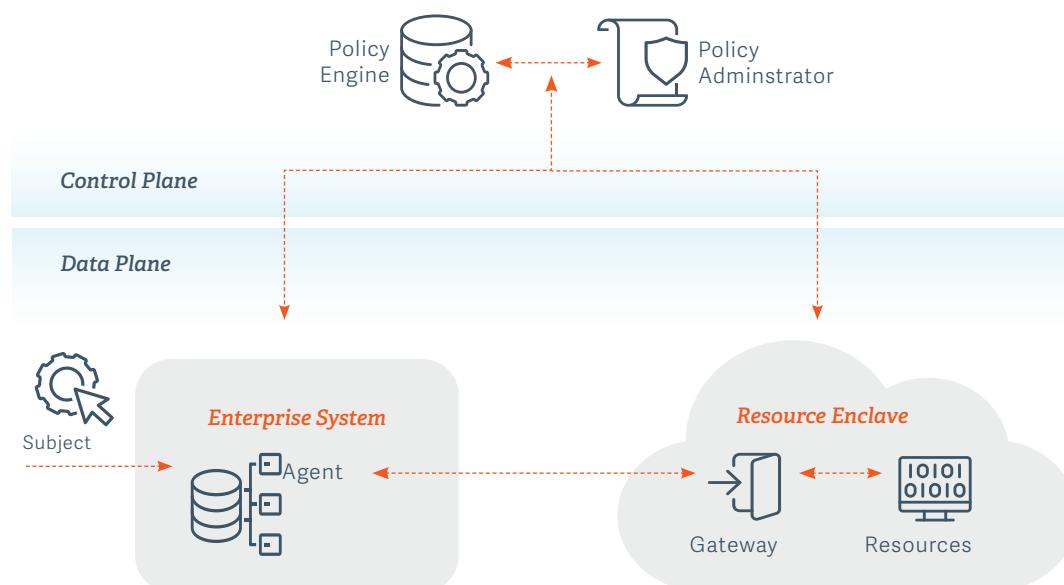 Policy
Engine
Policy
Adminstrator
Control Plane
Data Plane
Subject
Enterprise System
Agent
Resource Enclave
10101
01010
Gateway
Resources